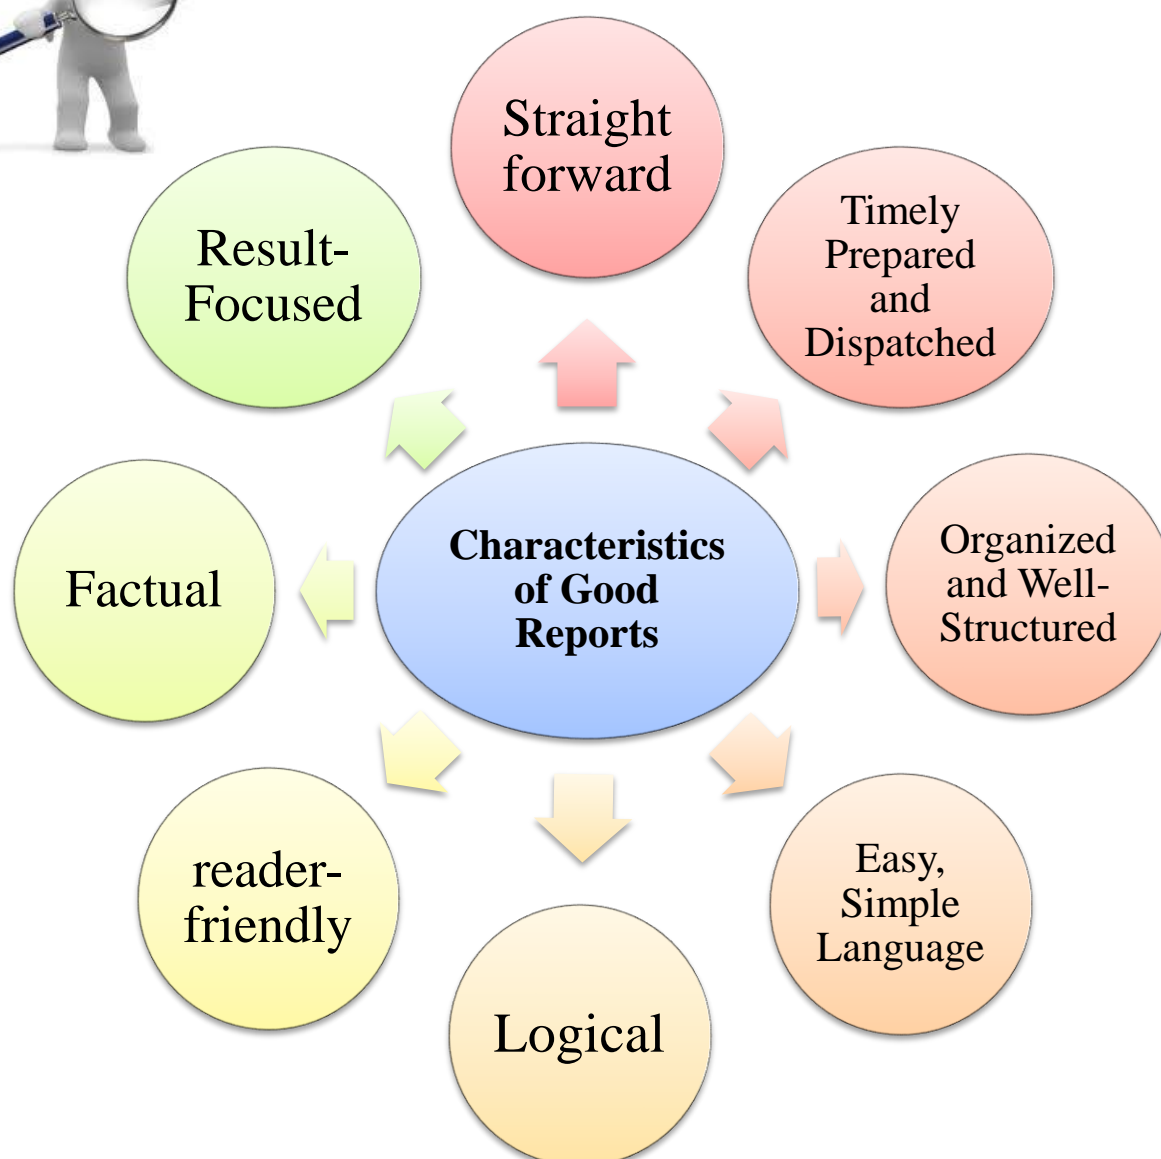 Straight
forward
Timely
Prepared
and
Dispatched
Organized
and Well-
Structured
Easy,
Simple
Language
Logical
reader-
friendly
Factual
Result-
Focused
Characteristics
of Good
Reports